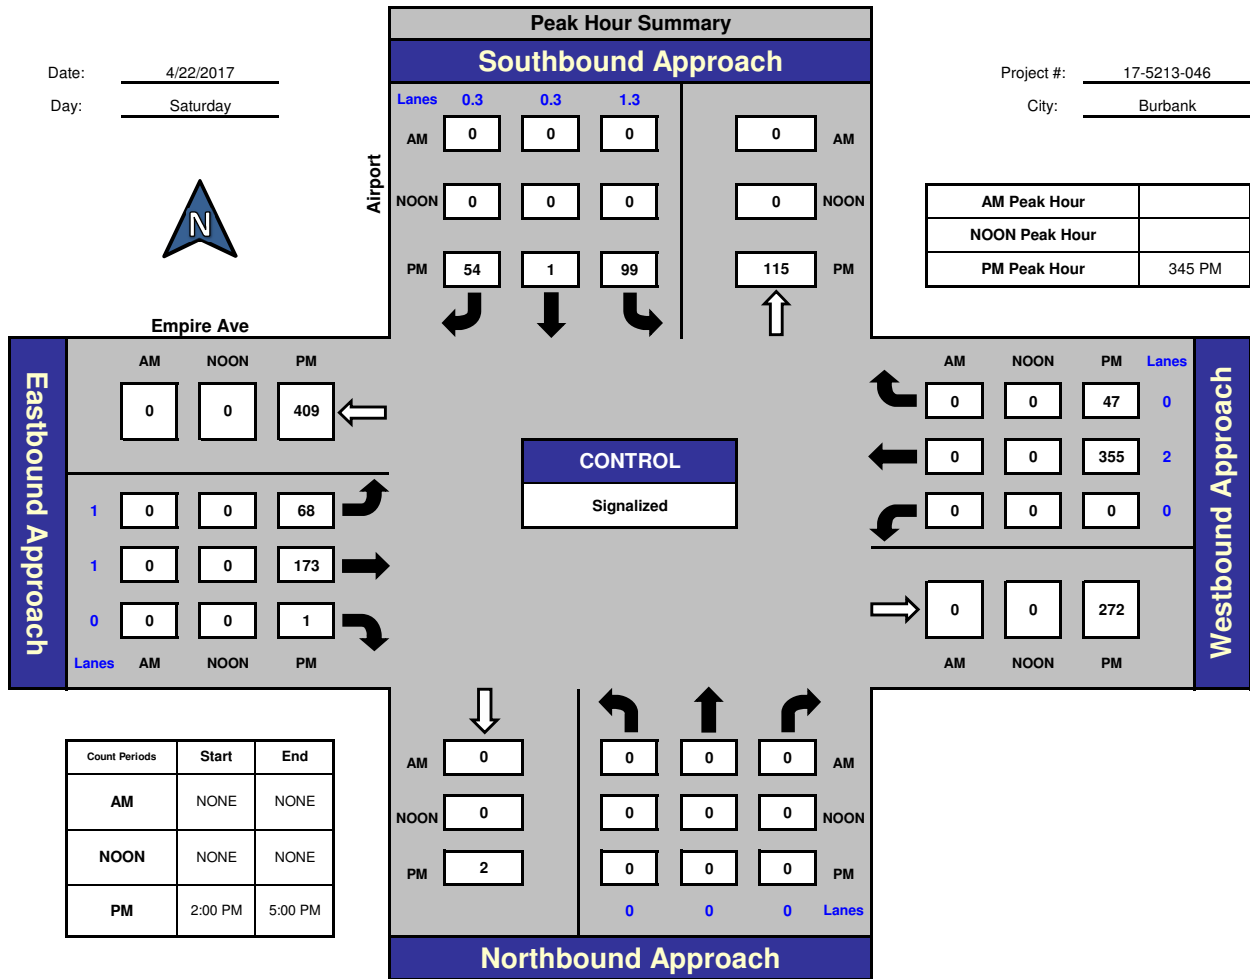 Peak Hour Summary
Southbound Approach
Date: 4/22/2017
Project #: 17-5213-046
Day: Saturday
City: Burbank
Lanes 0.3 0.3 1.3
AM 0 0 0 0 AM
Airport
N
NOON 0 0 0 0 NOON
AM Peak Hour
NOON Peak Hour
PM Peak Hour 345 PM
PM 54 1 99 115 PM
Empire Ave
Eastbound Approach
AM NOON PM
0 0 409
1 0 0 68
1 0 0 173
0 0 0 1
Lanes AM NOON PM
CONTROL
Signalized
AM NOON PM Lanes
0 0 47 0
0 0 355 2
0 0 0 0
0 0 272
AM NOON PM
Westbound Approach
Count Periods Start End
AM NONE NONE
NOON NONE NONE
PM 2:00 PM 5:00 PM
AM 0 0 0 0 AM
NOON 0 0 0 0 NOON
PM 2 0 0 0 PM
0 0 0 Lanes
Northbound Approach